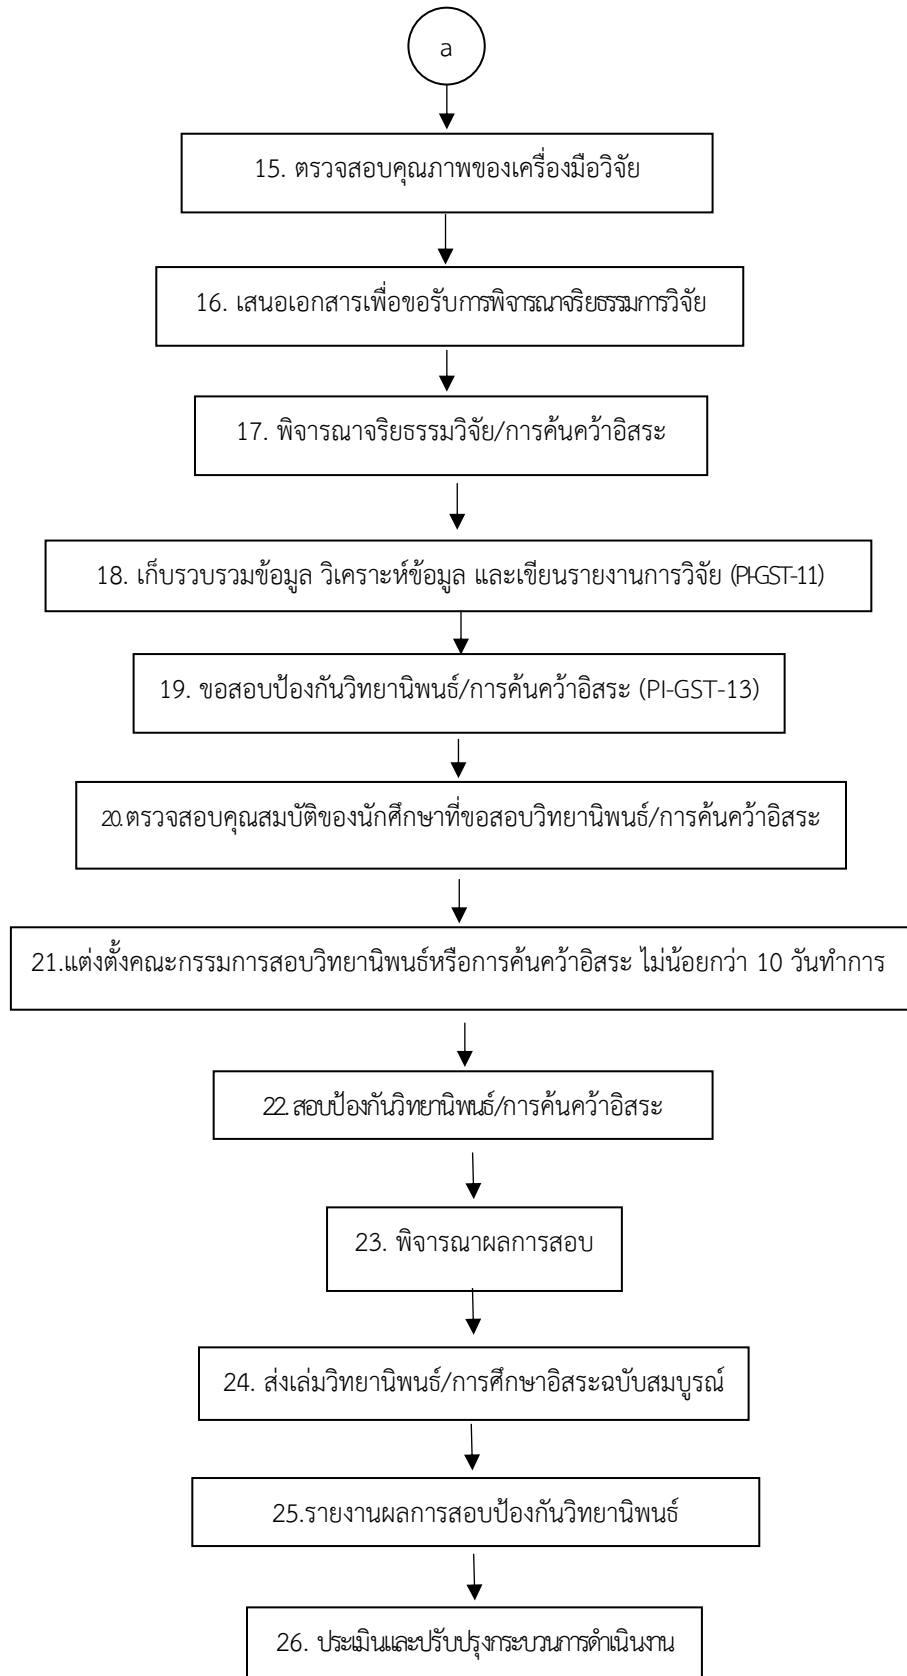 a
15. ตรวจสอบคุณภาพของเครื่องมือวิจัย
16. เสนอเอกสารเพื่อขอรับการพิจารณาจริยธรรมการวิจัย
17. พิจารณาจริยธรรมวิจัย/การค้นคว้าอิสระ
18. เก็บรวบรวมข้อมูล วิเคราะห์ข้อมูล และเขียนรายงานการวิจัย (PI-GST-11)
19. ขอสอบป้องกันวิทยานิพนธ์/การค้นคว้าอิสระ (PI-GST-13)
20.ตรวจสอบคุณสมบัติของนักศึกษาที่ขอสอบวิทยานิพนธ์/การค้นคว้าอิสระ
21.แต่งตั้งคณะกรรมการสอบวิทยานิพนธ์หรือการค้นคว้าอิสระ ไม่น้อยกว่า 10 วันทำการ
22. สอบป้องกันวิทยานิพนธ์/การค้นคว้าอิสระ
23. พิจารณาผลการสอบ
24. ส่งเล่มวิทยานิพนธ์/การศึกษาอิสระฉบับสมบูรณ์
25.รายงานผลการสอบป้องกันวิทยานิพนธ์
26. ประเมินและปรับปรุงกระบวนการดำเนินงาน